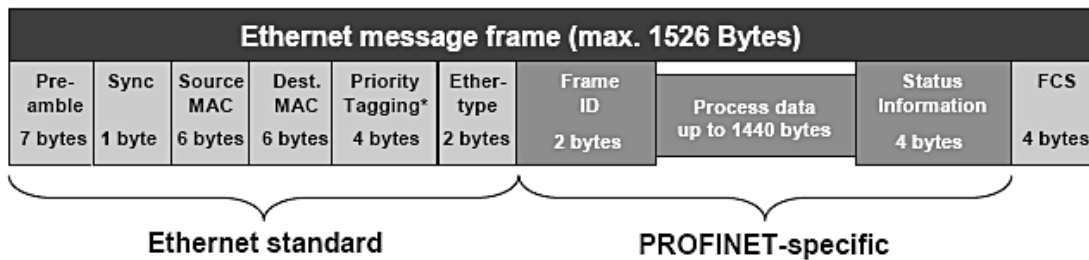 Ethernet message frame (max. 1526 Bytes)
Pre-
amble
7 bytes
Sync
1 byte
Source
MAC
6 bytes
Dest.
MAC
6 bytes
Priority
Tagging*
4 bytes
Ether-
type
2 bytes
Frame
ID
2 bytes
Process data
up to 1440 bytes
Status
Information
4 bytes
FCS
4 bytes
Ethernet standard
PROFINET-specific